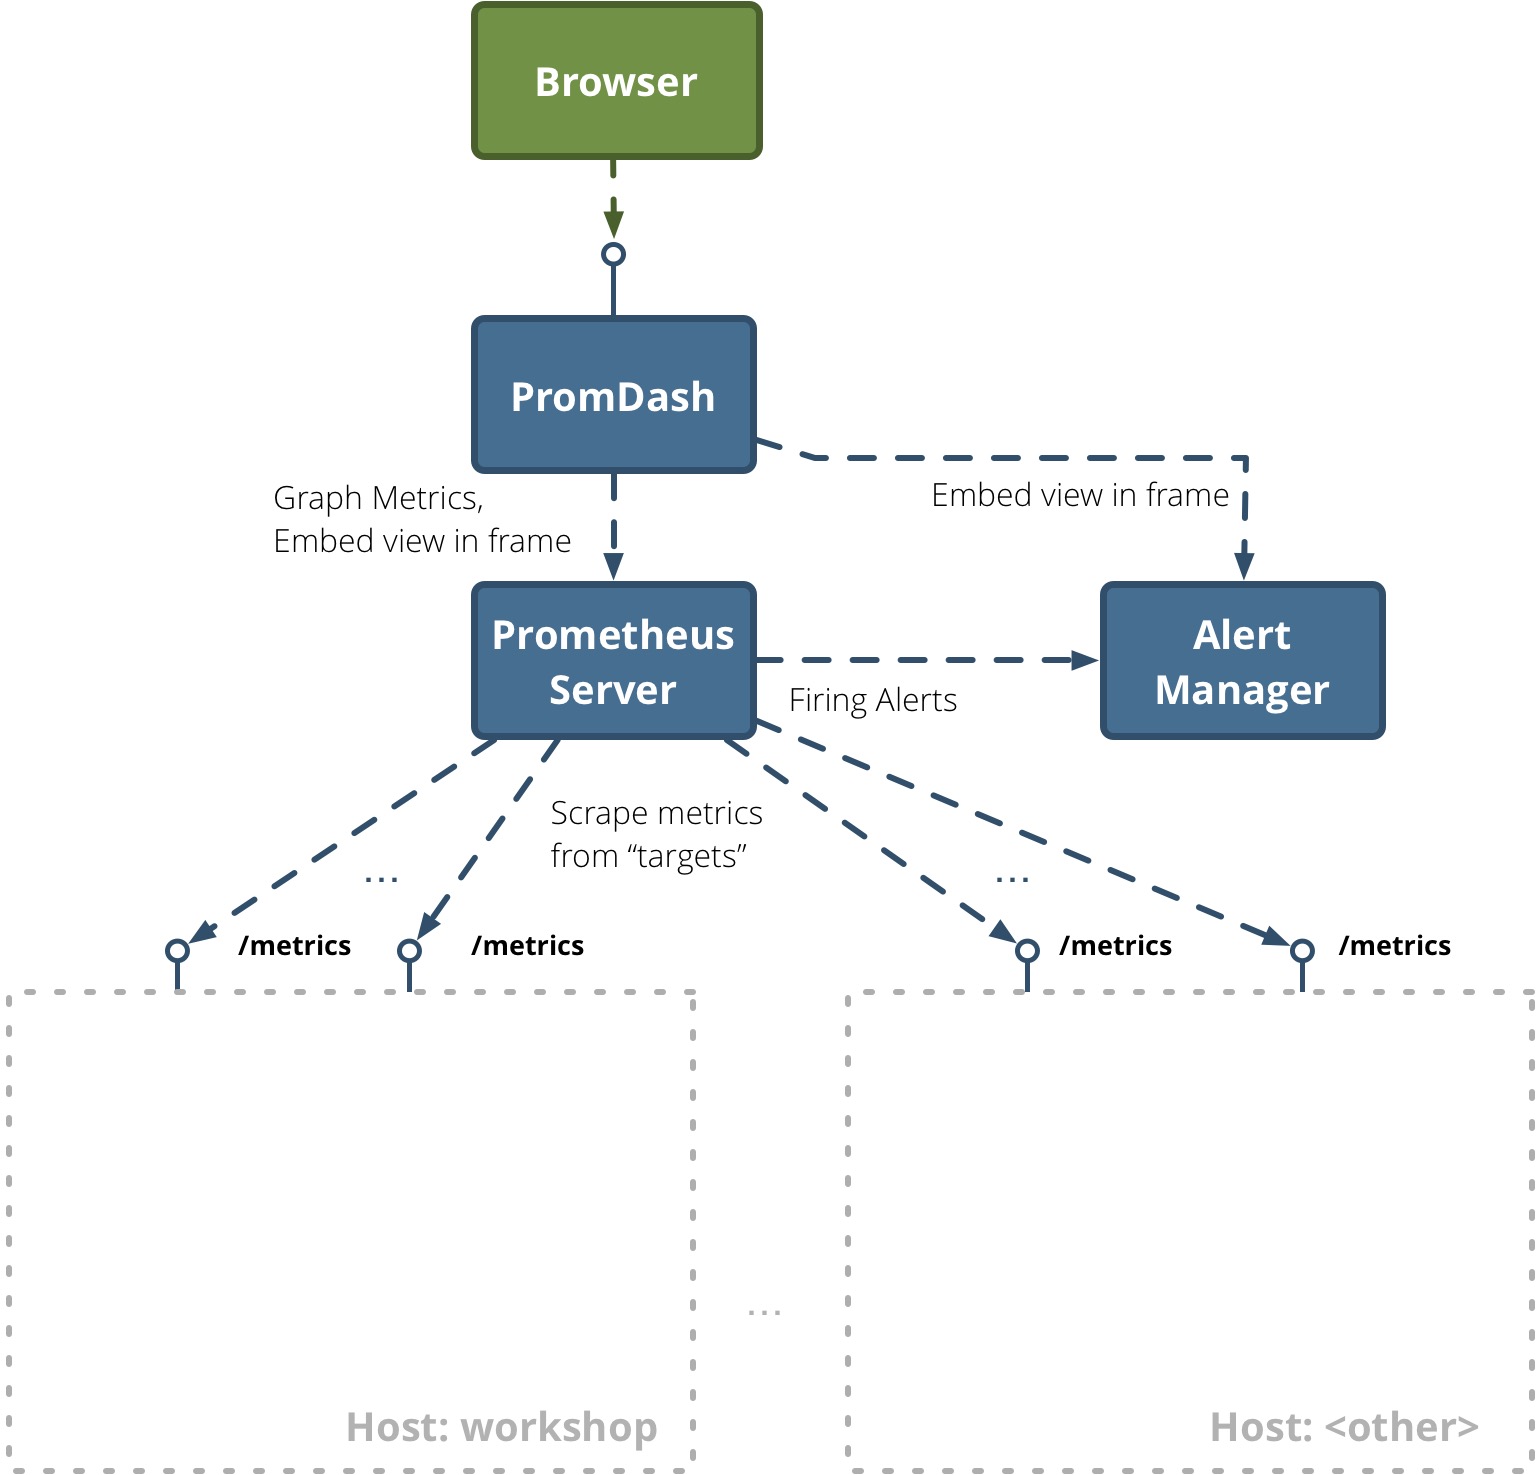 Browser
PromDash
Graph Metrics,
Embed view in frame
Embed view in frame
Prometheus
Server
Alert
Manager
Firing Alerts
Scrape metrics
from “targets”
...
...
/metrics
/metrics
/metrics
/metrics
...
Host: workshop
Host: <other>